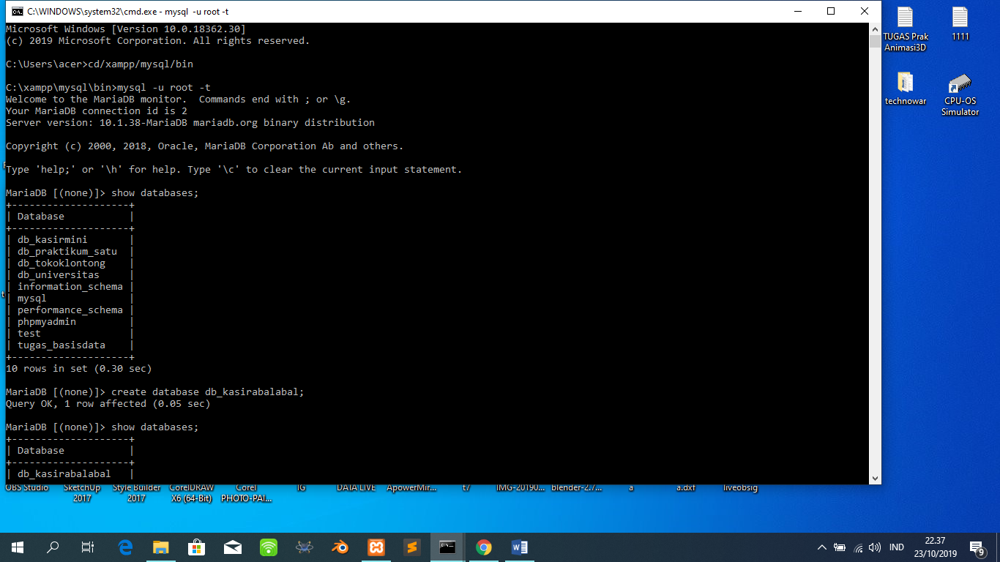 C:\WINDOWS\system32\cmd.exe - mysql -u root -t
Microsoft Windows [Version 10.0.18362.30]
(c) 2019 Microsoft Corporation. All rights reserved.
C:\Users\acer>cd/xampp/mysql/bin
C:\xampp\mysql\bin>mysql -u root -t
Welcome to the MariaDB monitor.  Commands end with ; or \g.
Your MariaDB connection id is 2
Server version: 10.1.38-MariaDB mariadb.org binary distribution
Copyright (c) 2000, 2018, Oracle, MariaDB Corporation Ab and others.
Type 'help;' or '\h' for help. Type '\c' to clear the current input statement.
MariaDB [(none)]> show databases;
+--------------------+
| Database           |
+--------------------+
| db_kasirmini       |
| db_praktikum_satu  |
| db_tokoklontong    |
| db_universitas     |
| information_schema |
| mysql              |
| performance_schema |
| phpmyadmin         |
| test               |
| tugas_basisdata    |
+--------------------+
10 rows in set (0.30 sec)
MariaDB [(none)]> create database db_kasirabalabal;
Query OK, 1 row affected (0.05 sec)
MariaDB [(none)]> show databases;
+--------------------+
| Database           |
+--------------------+
| db_kasirabalabal   |
TUGAS Prak
Animasi3D
1111
technowar
CPU-OS
Simulator
OBS Studio
SketchUp
2017
Style Builder
2017
CorelDRAW
X6 (64-Bit)
Corel
PHOTO-PAI...
IG
DATA LIVE
ApowerMir...
t7
IMG-20190...
blender-2.7...
a
a.dxf
liveobsig
IND
22.37
23/10/2019
9